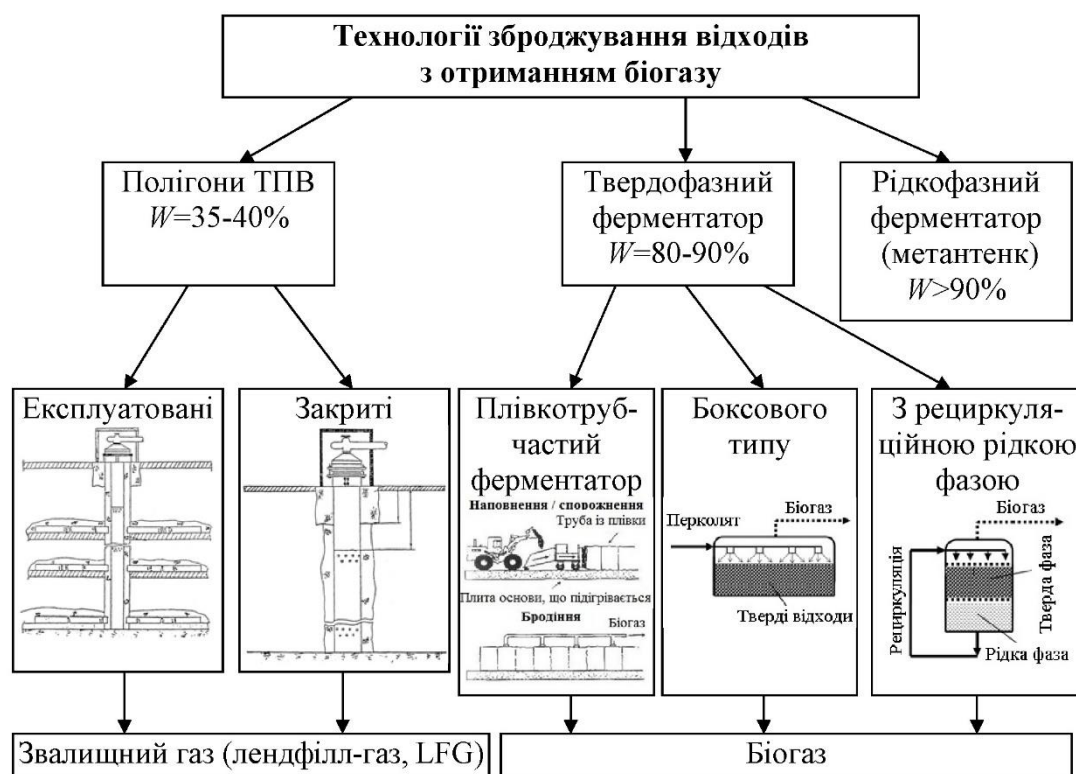 Технології зброджування відходів
з отриманням біогазу
Полігони ТПВ
W=35-40%
Твердофазний
ферментатор
W=80-90%
Рідкофазний
ферментатор
(метантенк)
W>90%
Експлуатовані
Закриті
Плівкотруб-
частий
ферментатор
Наповнення / спорожнення
Труба із плівки
Плита основи, що підігрівається
Бродіння
Біогаз
Боксового
типу
Біогаз
Перколят
Тверді відходи
З рециркуля-
ційною рідкою
фазою
Біогаз
Рециркуляція
Тверда фаза
Рідка фаза
Звалищний газ (лендфілл-газ, LFG)
Біогаз